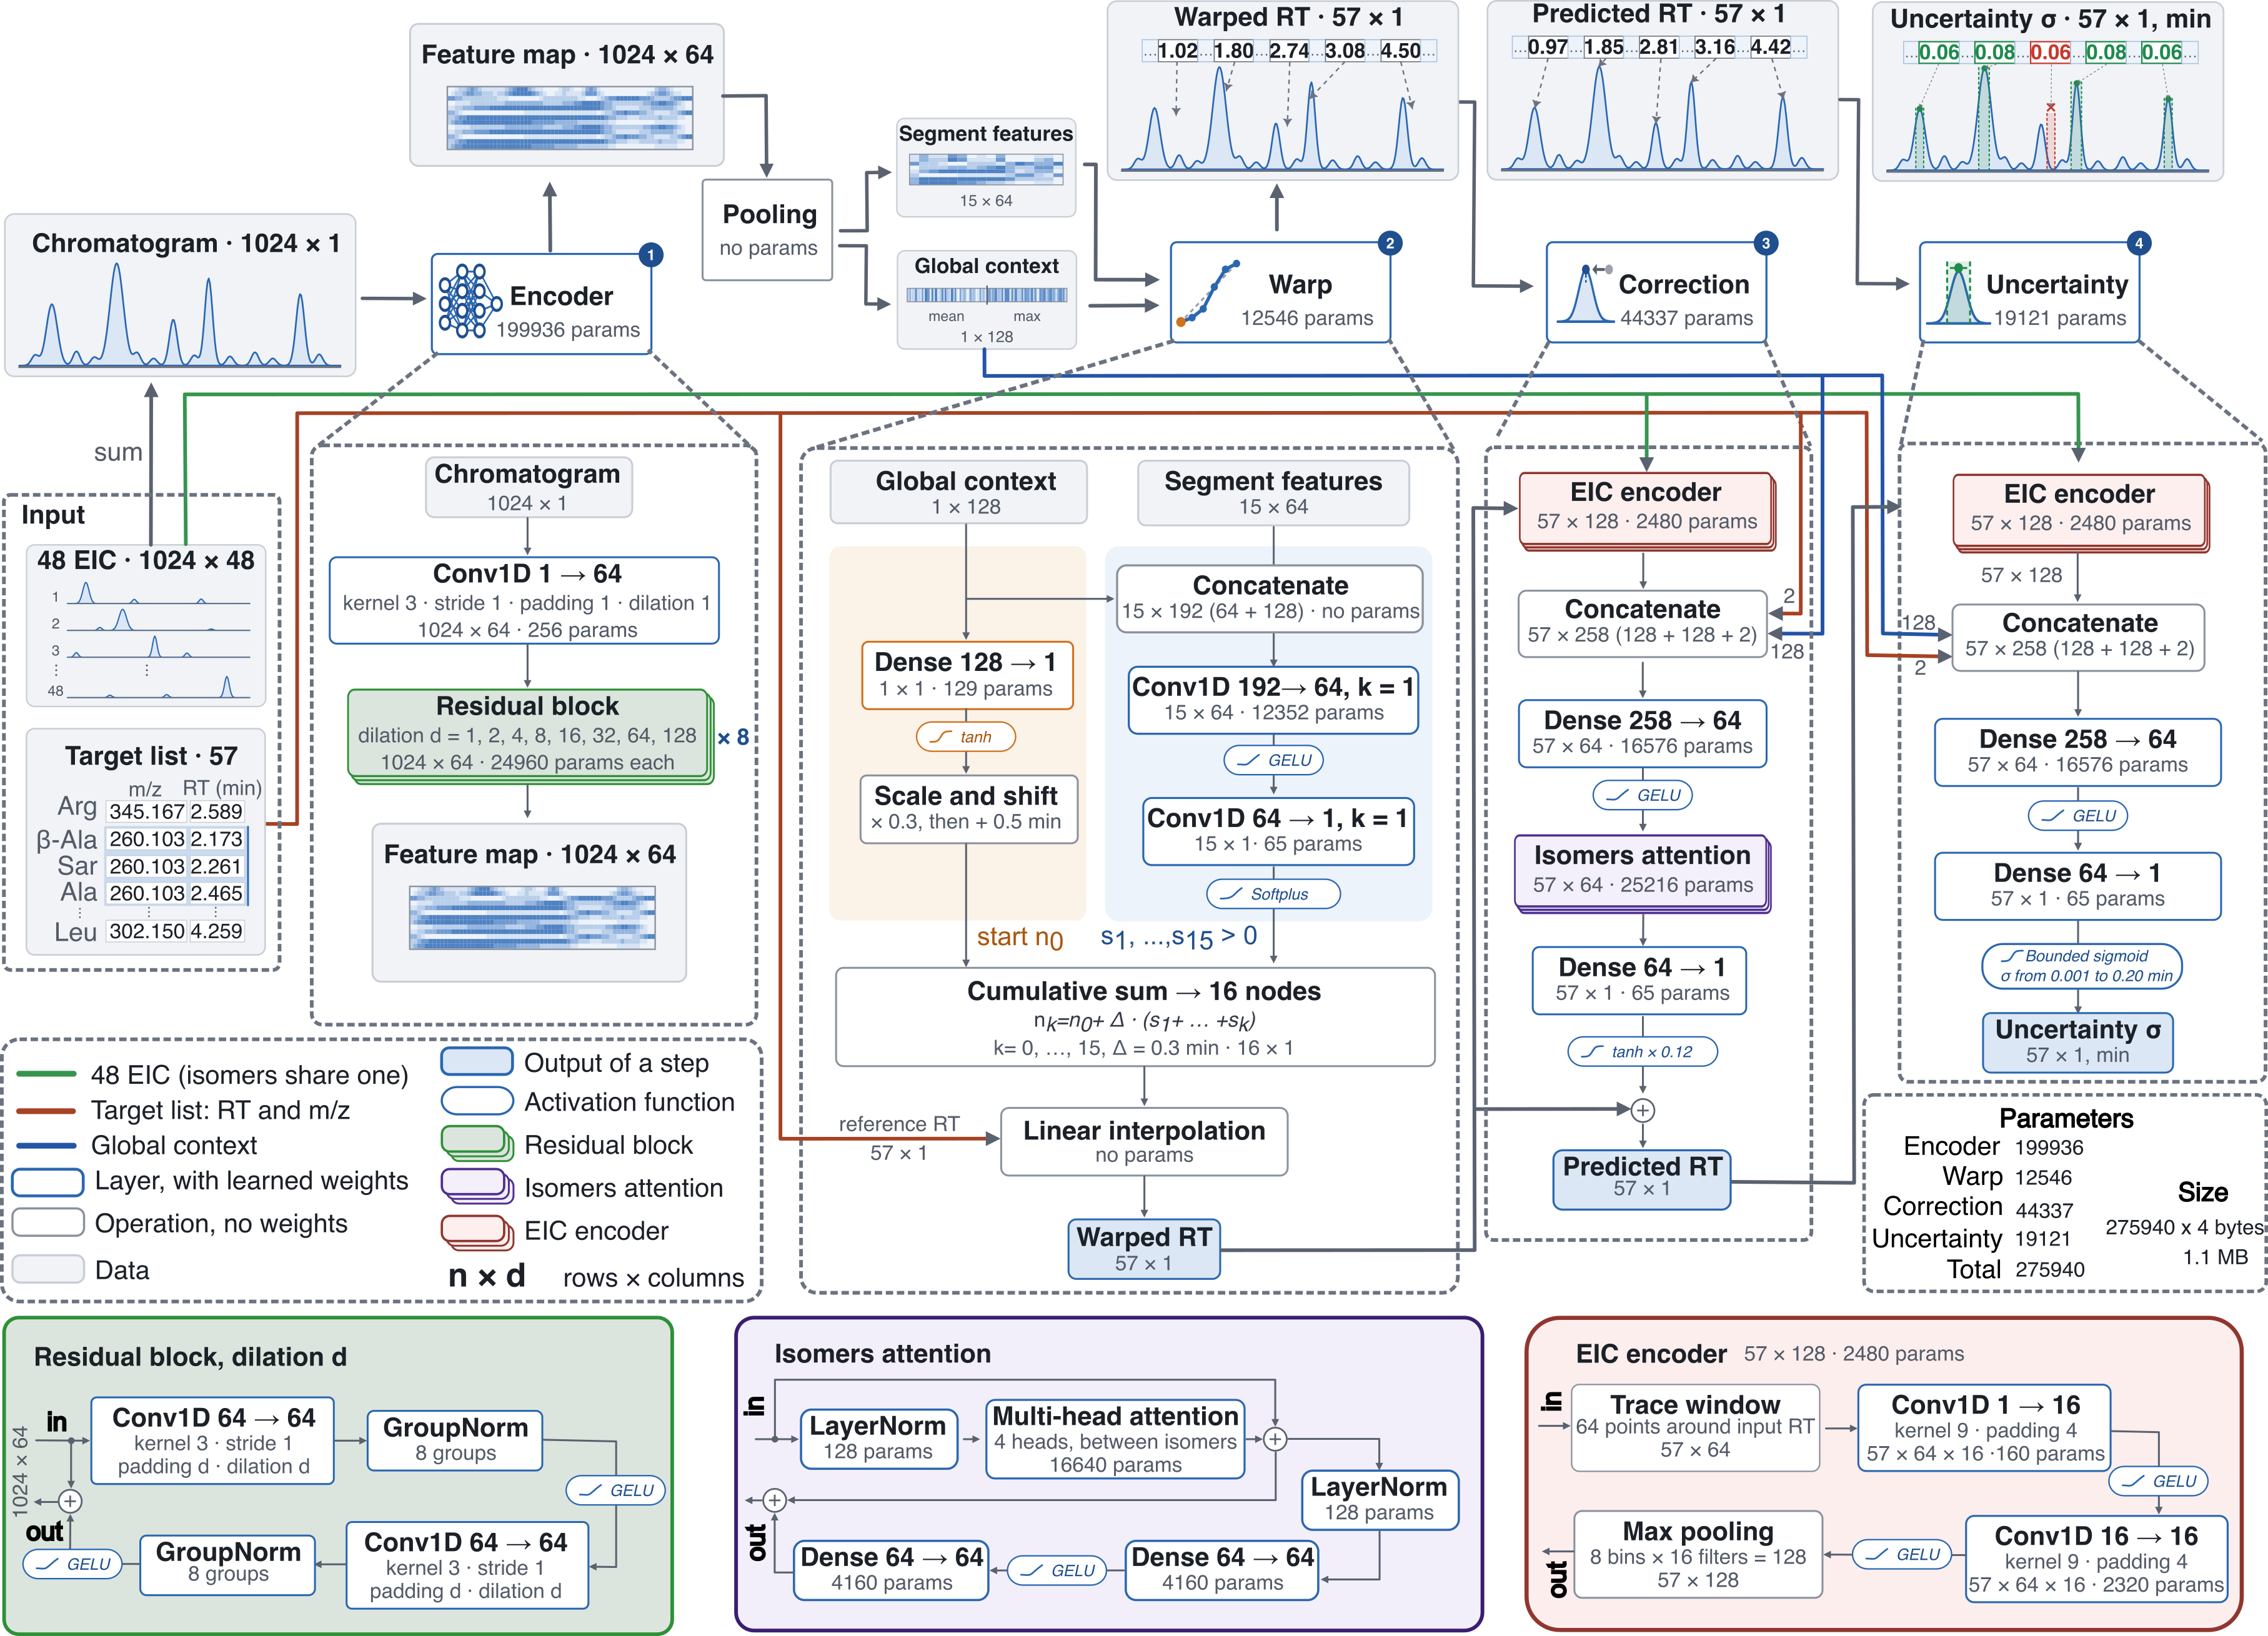 Feature map · 1024 × 64
Warped RT · 57 × 1
...1.02...1.80...2.74...3.08...4.50...
Predicted RT · 57 × 1
...0.97...1.85...2.81...3.16...4.42...
Uncertainty σ · 57 × 1, min
...0.06...0.08...0.06...0.08...0.06...
Chromatogram · 1024 × 1
1
Encoder
199936 params
Pooling
no params
Segment features
15 × 64
Global context
mean
max
1 × 128
2
Warp
12546 params
3
Correction
44337 params
4
Uncertainty
19121 params
sum
Input
48 EIC · 1024 × 48
1
2
3
⋮
⋮
48
Target list · 57
m/z RT (min)
Arg 345.167 2.589
β-Ala 260.103 2.173
Sar 260.103 2.261
Ala 260.103 2.465
⋮ ⋮ ⋮
Leu 302.150 4.259
Chromatogram
1024 × 1
Conv1D 1 → 64
kernel 3 · stride 1 · padding 1 · dilation 1
1024 × 64 · 256 params
Residual block
dilation d = 1, 2, 4, 8, 16, 32, 64, 128
1024 × 64 · 24960 params each
× 8
Feature map · 1024 × 64
Global context
1 × 128
Segment features
15 × 64
Concatenate
15 × 192 (64 + 128) · no params
Dense 128 → 1
1 × 1 · 129 params
tanh
Scale and shift
× 0.3, then + 0.5 min
Conv1D 192→ 64, k = 1
15 × 64 · 12352 params
GELU
Conv1D 64 → 1, k = 1
15 × 1· 65 params
Softplus
start n0
s1, ...,s15 > 0
Cumulative sum → 16 nodes
nk=n0+ Δ · (s1+ ... +sk)
k= 0, ..., 15, Δ = 0.3 min · 16 × 1
reference RT
57 × 1
Linear interpolation
no params
Warped RT
57 × 1
EIC encoder
57 × 128 · 2480 params
2
Concatenate
57 × 258 (128 + 128 + 2)
128
Dense 258 → 64
57 × 64 · 16576 params
GELU
Isomers attention
57 × 64 · 25216 params
Dense 64 → 1
57 × 1 · 65 params
tanh × 0.12
+
Predicted RT
57 × 1
EIC encoder
57 × 128 · 2480 params
57 × 128
128
Concatenate
57 × 258 (128 + 128 + 2)
2
Dense 258 → 64
57 × 64 · 16576 params
GELU
Dense 64 → 1
57 × 1 · 65 params
Bounded sigmoid
σ from 0.001 to 0.20 min
Uncertainty σ
57 × 1, min
48 EIC (isomers share one)
Target list: RT and m/z
Global context
Layer, with learned weights
Operation, no weights
Data
Output of a step
Activation function
Residual block
Isomers attention
EIC encoder
n × d rows × columns
Parameters
Encoder 199936
Warp 12546
Correction 44337
Uncertainty 19121
Total 275940
Size
275940 x 4 bytes
1.1 MB
Residual block, dilation d
in
1024 × 64
Conv1D 64 → 64
kernel 3 · stride 1
padding d · dilation d
GroupNorm
8 groups
GELU
Conv1D 64 → 64
kernel 3 · stride 1
padding d · dilation d
GroupNorm
8 groups
GELU
+
out
Isomers attention
in
LayerNorm
128 params
Multi-head attention
4 heads, between isomers
16640 params
+
LayerNorm
128 params
Dense 64 → 64
4160 params
GELU
Dense 64 → 64
4160 params
+
out
EIC encoder 57 × 128 · 2480 params
in
Trace window
64 points around input RT
57 × 64
Conv1D 1 → 16
kernel 9 · padding 4
57 × 64 × 16 ·160 params
GELU
Conv1D 16 → 16
kernel 9 · padding 4
57 × 64 × 16 · 2320 params
GELU
Max pooling
8 bins × 16 filters = 128
57 × 128
out